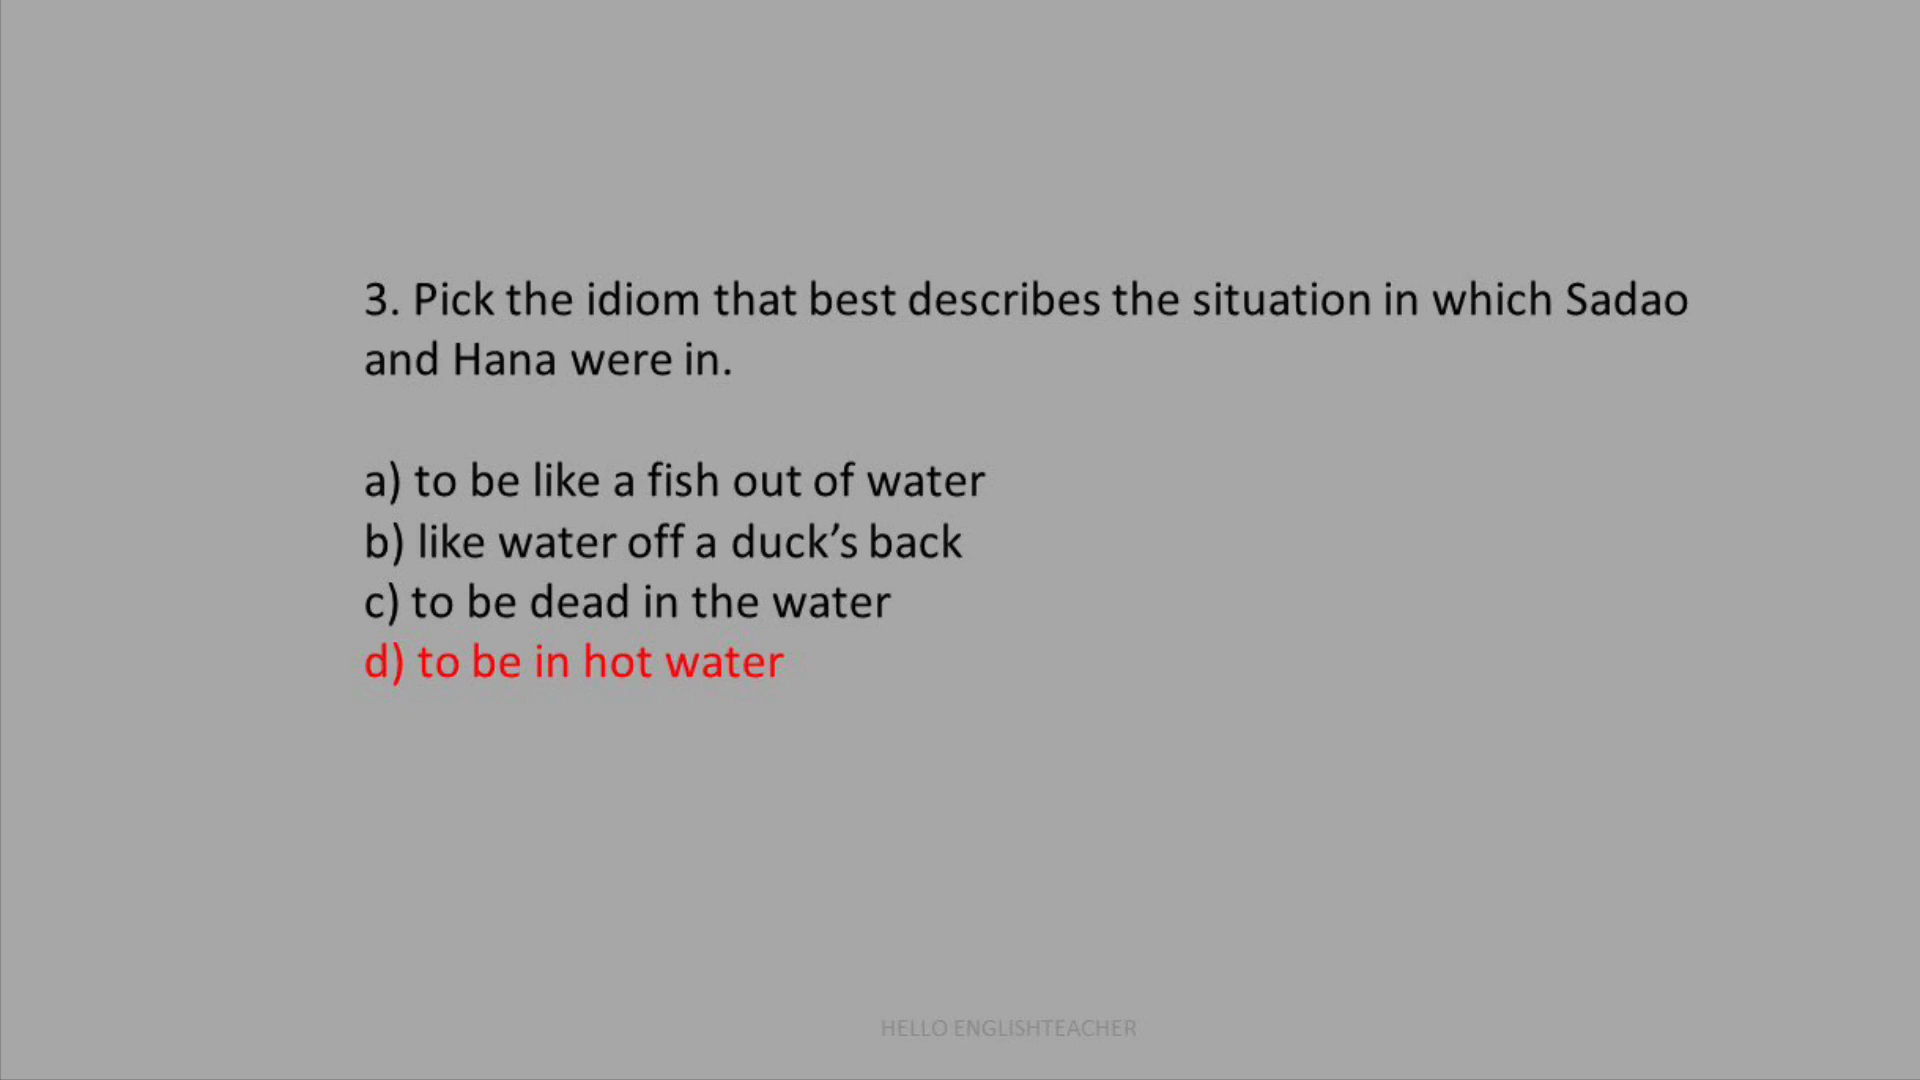 3. Pick the idiom that best describes the situation in which Sadao
and Hana were in.
a) to be like a fish out of water
b) like water off a duck’s back
c) to be dead in the water
d) to be in hot water
HELLO ENGLISHTEACHER